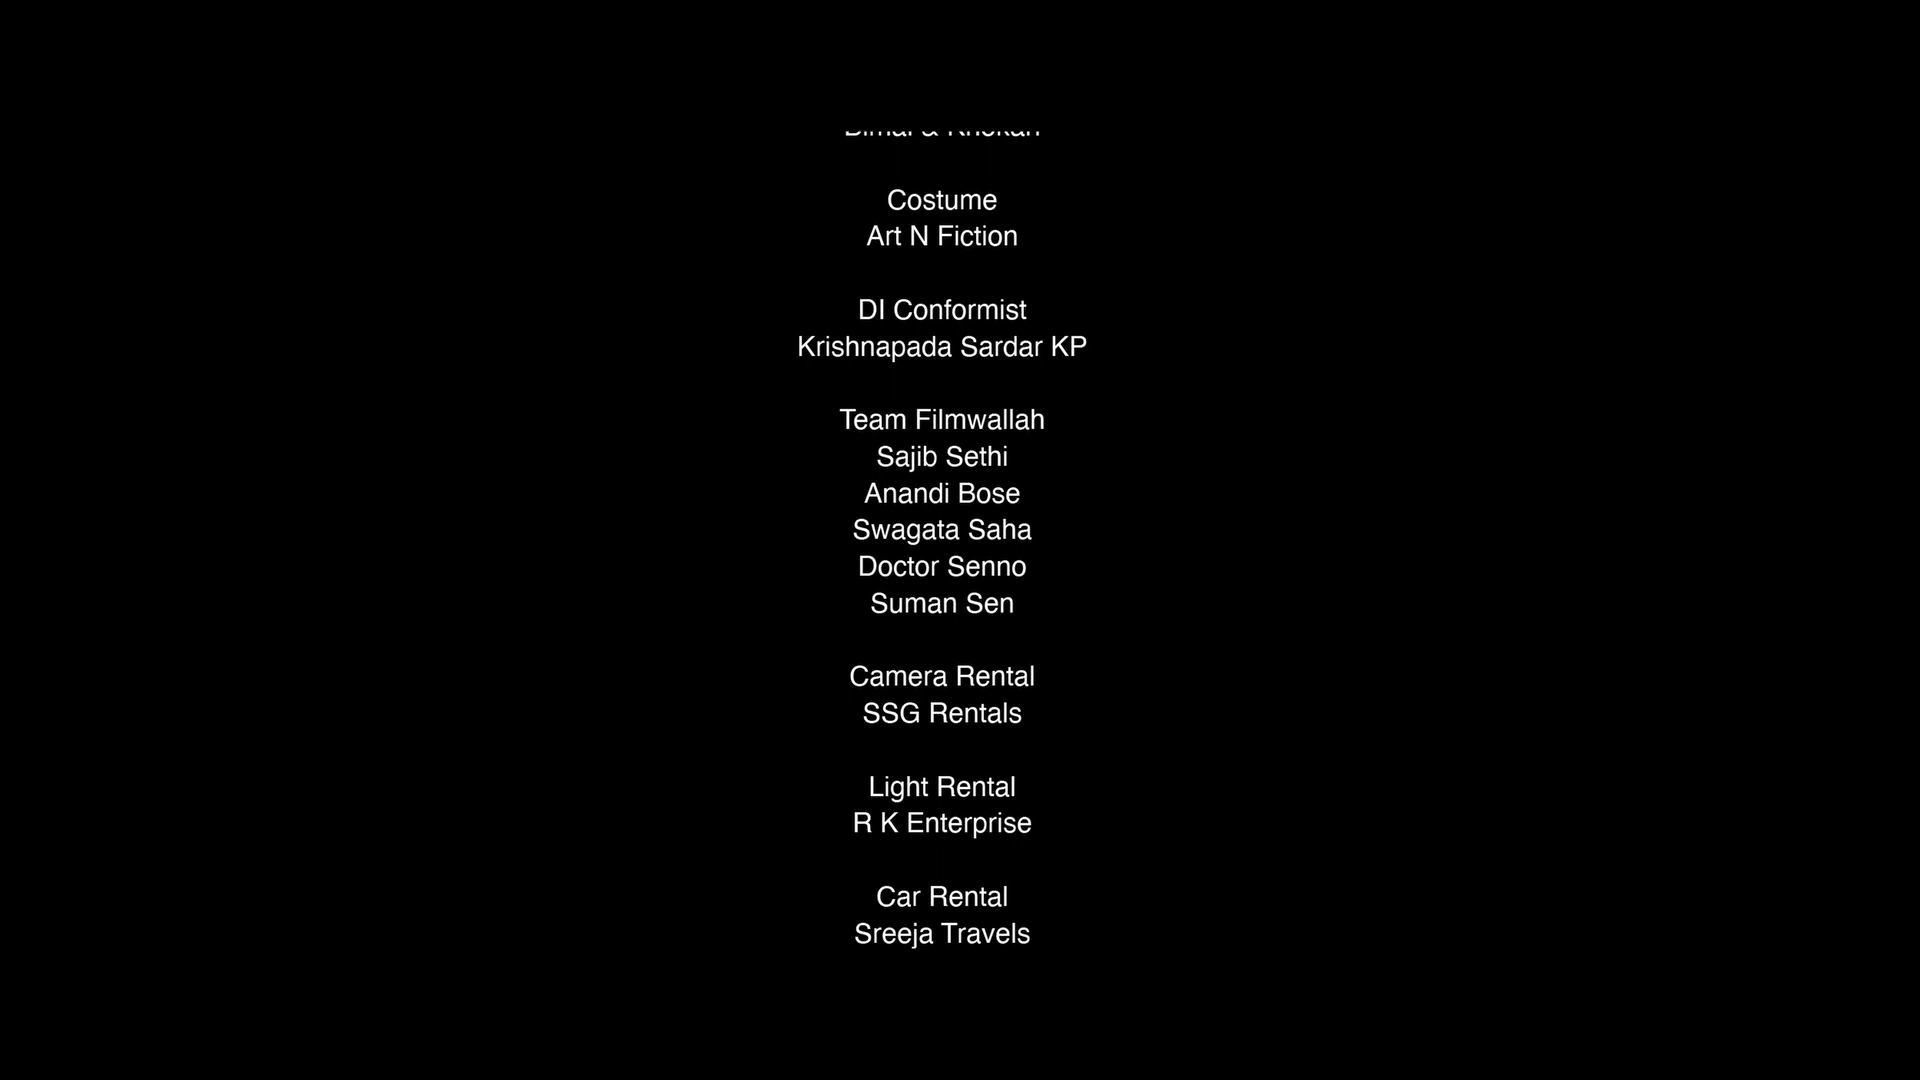 Costume
Art N Fiction
DI Conformist
Krishnapada Sardar KP
Team Filmwallah
Sajib Sethi
Anandi Bose
Swagata Saha
Doctor Senno
Suman Sen
Camera Rental
SSG Rentals
Light Rental
R K Enterprise
Car Rental
Sreeja Travels